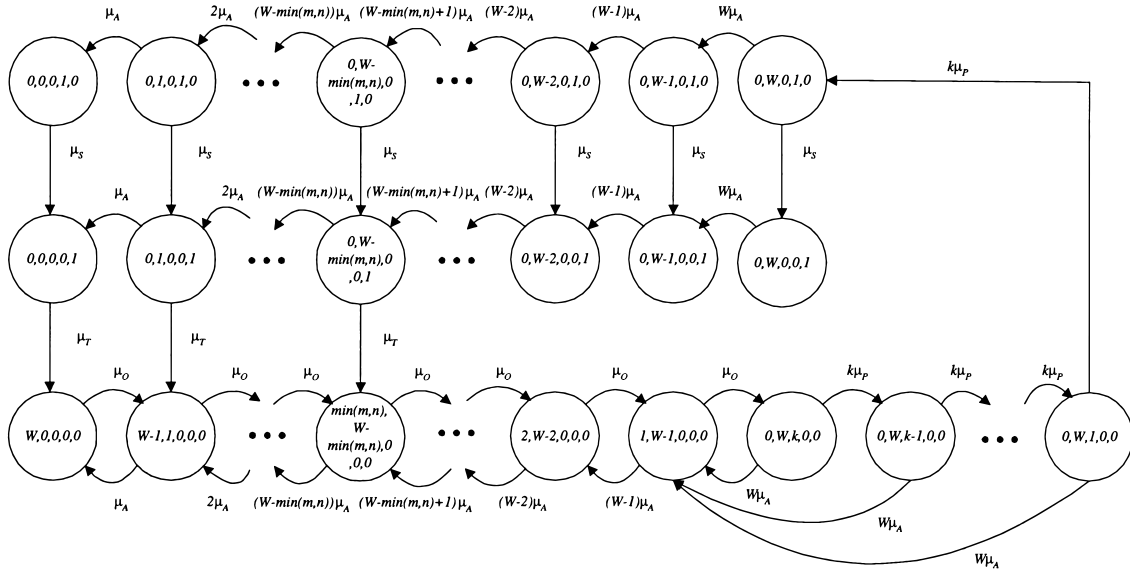 μA 2μA (W-min(m,n))μA (W-min(m,n)+1)μA (W-2)μA (W-1)μA WμA
0,0,0,1,0
0,1,0,1,0
0,W-
min(m,n),0
,1,0
0,W-2,0,1,0
0,W-1,0,1,0
0,W,0,1,0
kμP
μS μS μS μS μS μS
μA 2μA (W-min(m,n))μA (W-min(m,n)+1)μA (W-2)μA (W-1)μA WμA
0,0,0,0,1
0,1,0,0,1
0,W-
min(m,n),0
,0,1
0,W-2,0,0,1
0,W-1,0,0,1
0,W,0,0,1
μT μT μT
μO μO μO μO μO μO μO kμP kμP kμP
W,0,0,0,0
W-1,1,0,0,0
min(m,n),
W-
min(m,n),0
,0,0
2,W-2,0,0,0
1,W-1,0,0,0
0,W,k,0,0
0,W,k-1,0,0
0,W,1,0,0
μA 2μA (W-min(m,n))μA (W-min(m,n)+1)μA (W-2)μA (W-1)μA WμA
WμA
WμA